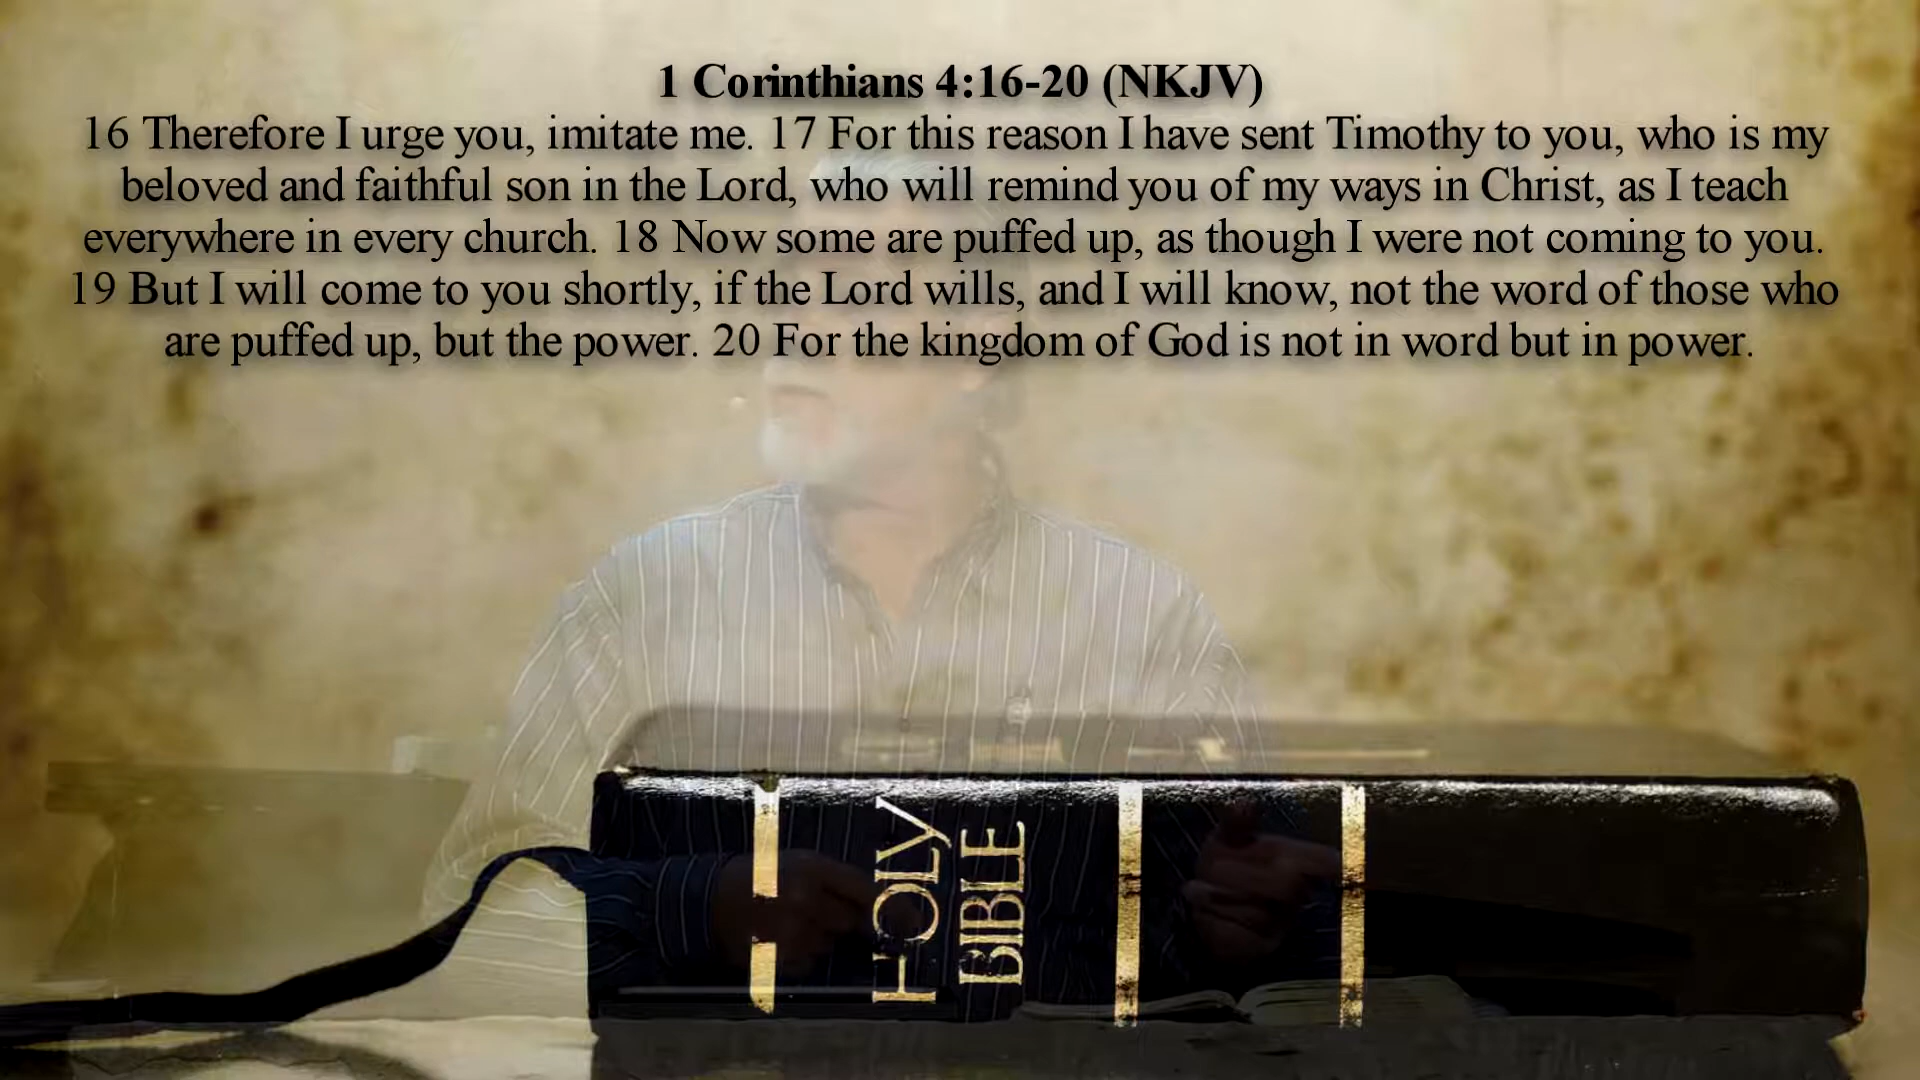 1 Corinthians 4:16-20 (NKJV)
16 Therefore I urge you, imitate me. 17 For this reason I have sent Timothy to you, who is my
beloved and faithful son in the Lord, who will remind you of my ways in Christ, as I teach
everywhere in every church. 18 Now some are puffed up, as though I were not coming to you.
19 But I will come to you shortly, if the Lord wills, and I will know, not the word of those who
are puffed up, but the power. 20 For the kingdom of God is not in word but in power.
HOLY
BIBLE